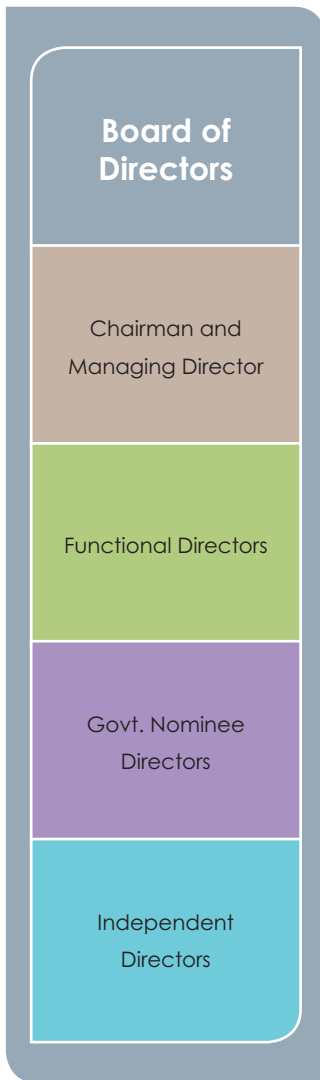 Board of
Directors
Chairman and
Managing Director
Functional Directors
Govt. Nominee
Directors
Independent
Directors